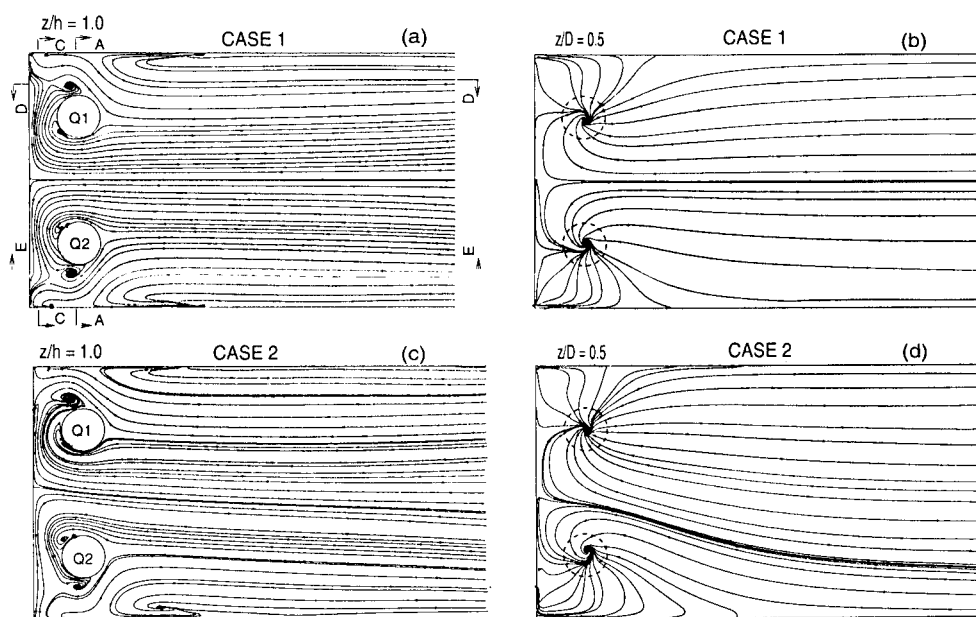 z/h = 1.0
CASE 1
(a)
C A
D
D
Q1
Q2
E
E
C A
z/D = 0.5
CASE 1
(b)
z/h = 1.0
CASE 2
(c)
Q1
Q2
z/D = 0.5
CASE 2
(d)